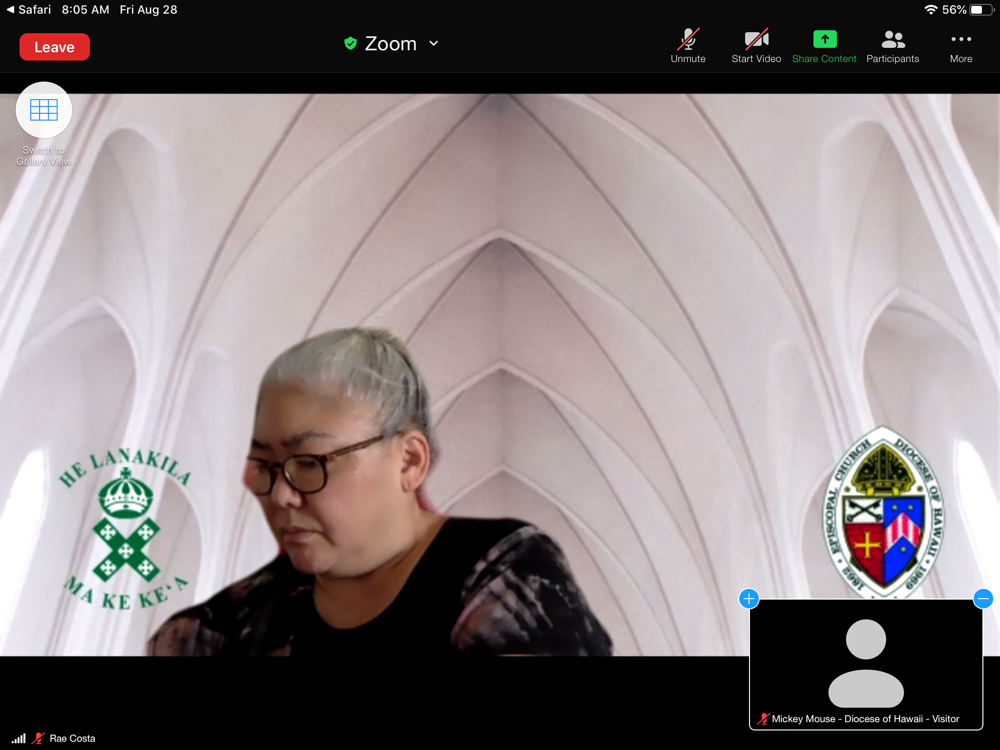 Safari 8:05 AM Fri Aug 28 56%
Leave Zoom Unmute Start Video Share Content Participants More
Switch to
Gallery View
HE LANAKILA
MA KE KEʻA
EPISCOPAL CHURCH DIOCESE OF HAWAII
1862 1969
Mickey Mouse - Diocese of Hawaii - Visitor
Rae Costa